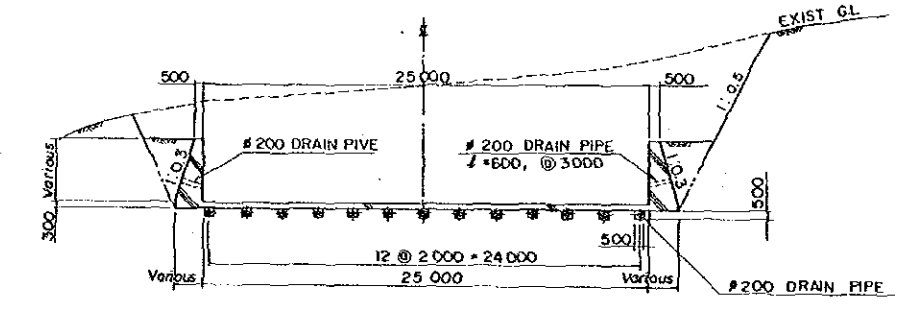 EXIST G.L
500
25 000
500
1:0.5
Various
300
1:0.3
ø 200 DRAIN PIVE
ø 200 DRAIN PIPE
ℓ =600, @ 3000
1:0.3
500
500
12 @ 2 000 = 24 000
Various
25 000
Various
ø 200 DRAIN PIPE